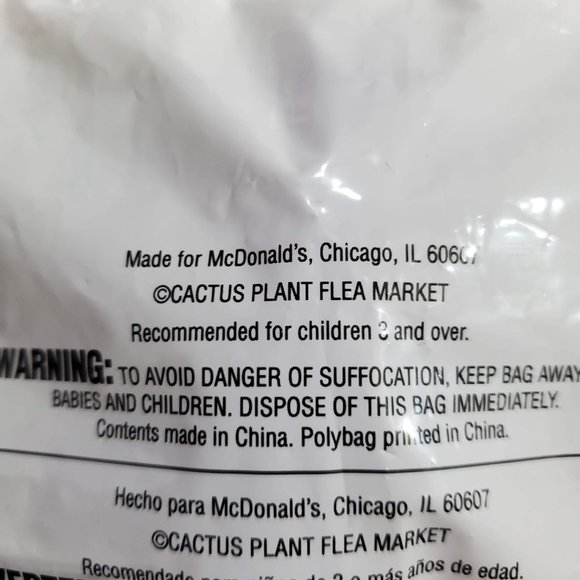 Made for McDonald's, Chicago, IL 60607
©CACTUS PLANT FLEA MARKET
Recommended for children 3 and over.
WARNING: TO AVOID DANGER OF SUFFOCATION, KEEP BAG AWAY
BABIES AND CHILDREN. DISPOSE OF THIS BAG IMMEDIATELY.
Contents made in China. Polybag printed in China.
Hecho para McDonald's, Chicago, IL 60607
©CACTUS PLANT FLEA MARKET
o más años de edad.